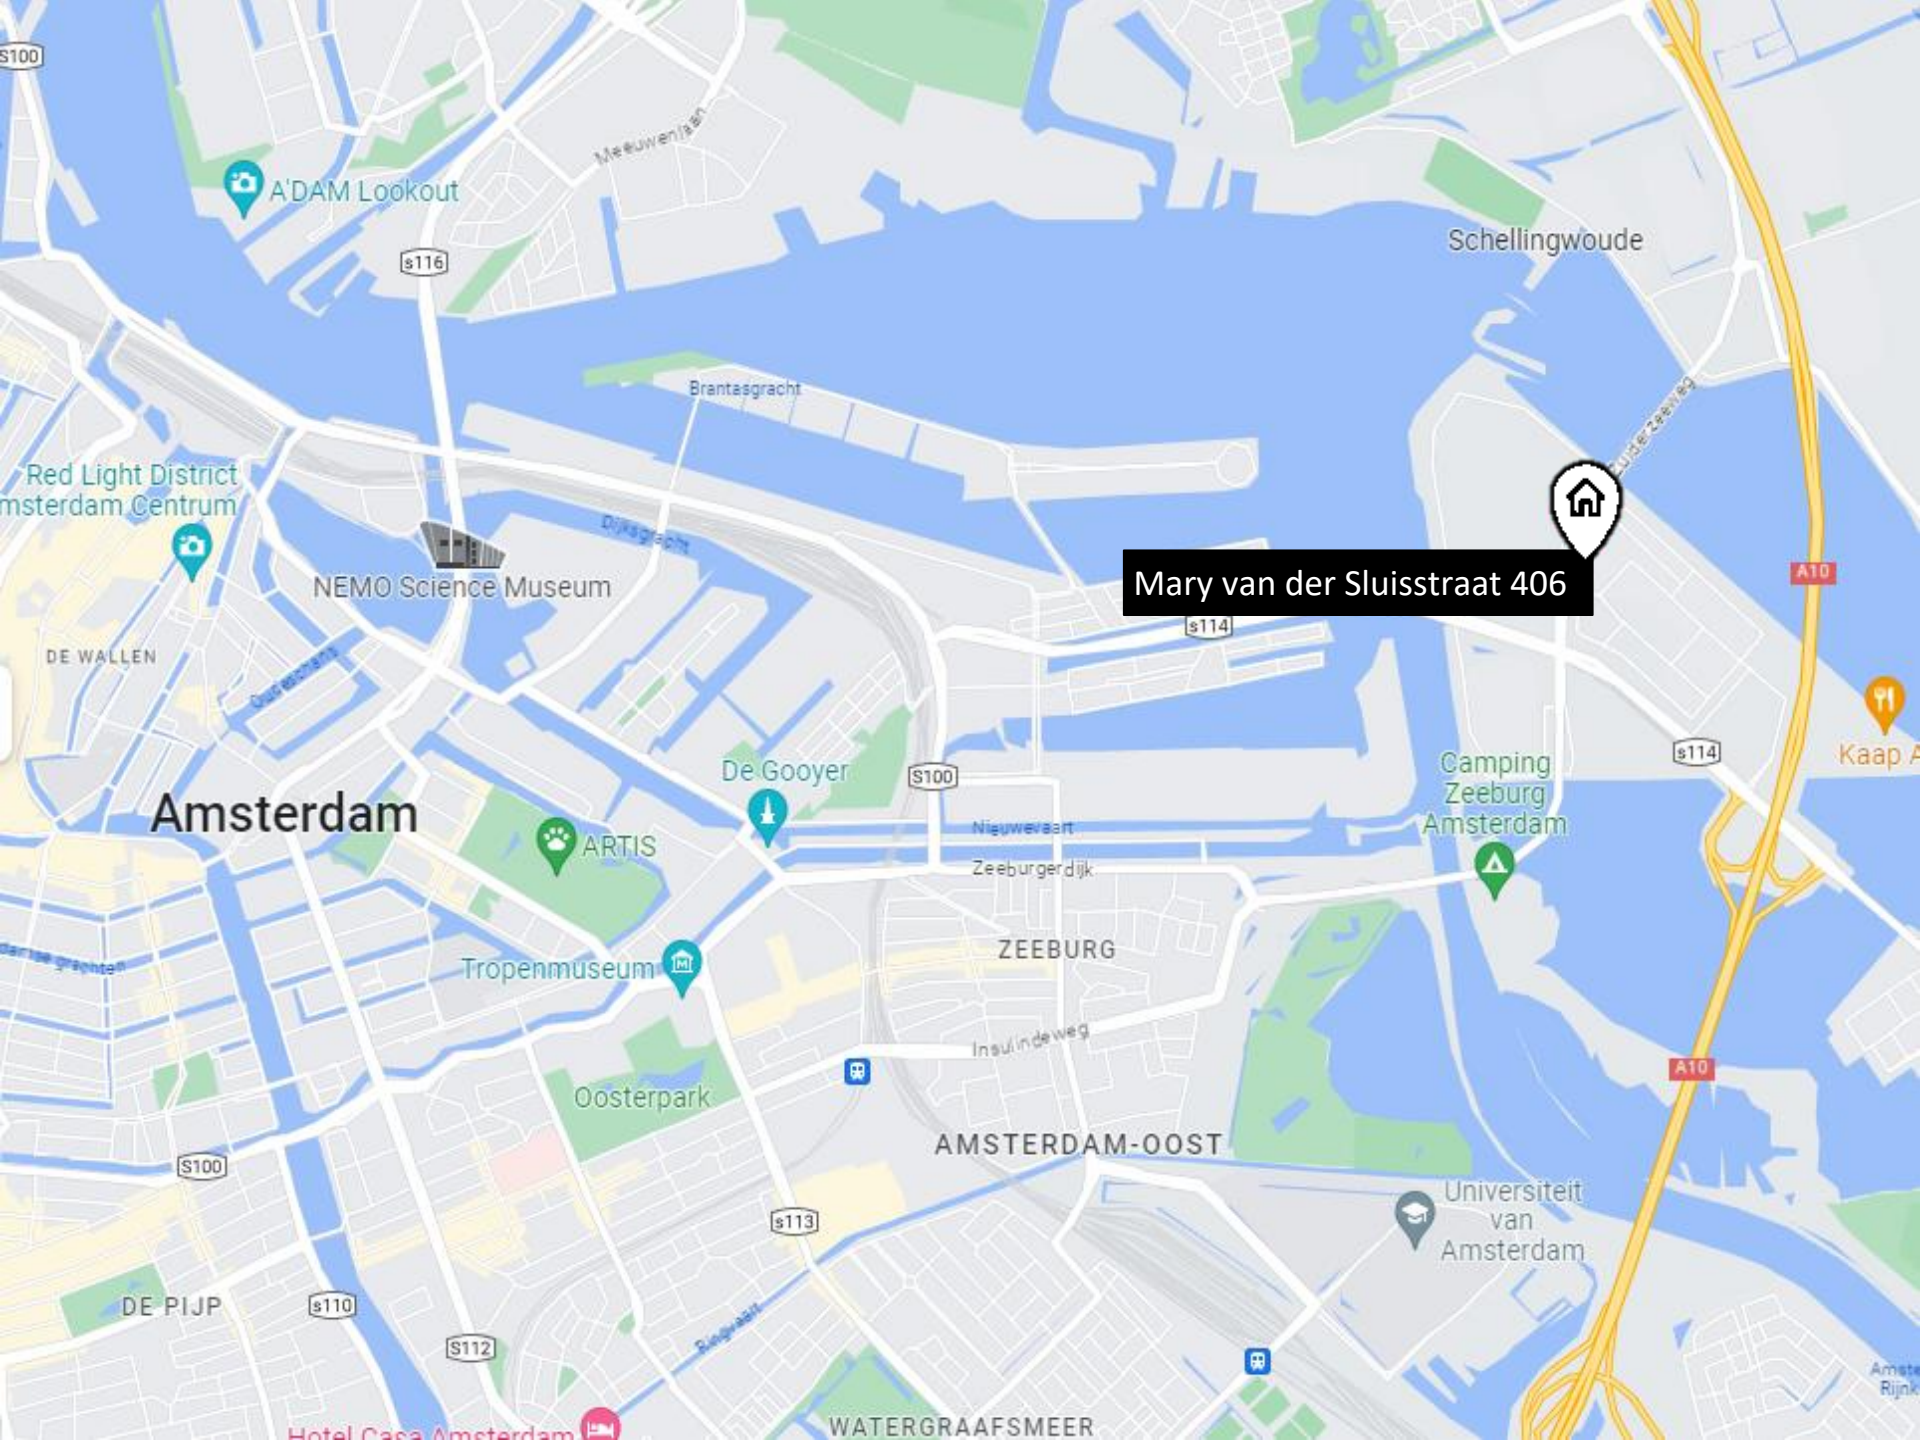 S100
Meeuwenlaan
A'DAM Lookout
s116
Schellingwoude
Brantasgracht
Zuiderzeeweg
Red Light District
msterdam Centrum
Dijksgracht
NEMO Science Museum
Mary van der Sluisstraat 406
A10
s114
DE WALLEN
Oudeschans
Kaap A
s114
De Gooyer
S100
Camping
Zeeburg
Amsterdam
Amsterdam
ARTIS
Nieuwevaart
Zeeburgerdijk
Tropenmuseum
ZEEBURG
Insulindeweg
A10
Oosterpark
AMSTERDAM-OOST
S100
Universiteit
van
Amsterdam
s113
DE PIJP
s110
Ringvaart
S112
Amste
Rijnk
WATERGRAAFSMEER
Hotel Casa Amsterdam